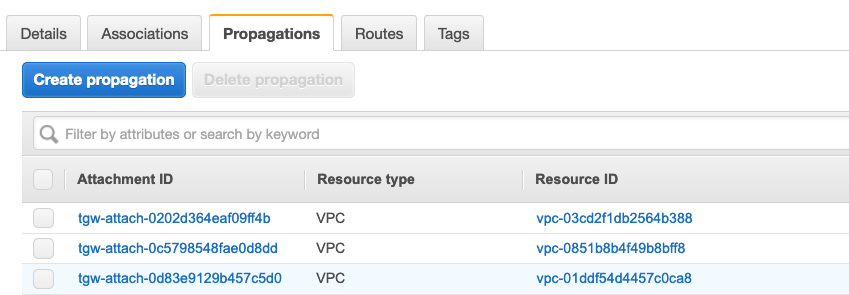 Details Associations Propagations Routes Tags
Create propagation Delete propagation
Filter by attributes or search by keyword
Attachment ID Resource type Resource ID
tgw-attach-0202d364eaf09ff4b VPC vpc-03cd2f1db2564b388
tgw-attach-0c5798548fae0d8dd VPC vpc-0851b8b4f49b8bff8
tgw-attach-0d83e9129b457c5d0 VPC vpc-01ddf54d4457c0ca8